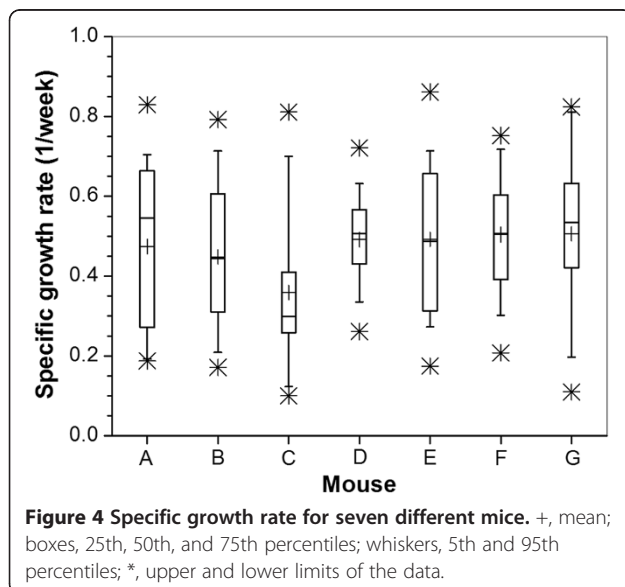 1.0
0.8
0.6
0.4
0.2
0.0
Specific growth rate (1/week)
A B C D E F G
Mouse
Figure 4 Specific growth rate for seven different mice. +, mean;
boxes, 25th, 50th, and 75th percentiles; whiskers, 5th and 95th
percentiles; *, upper and lower limits of the data.